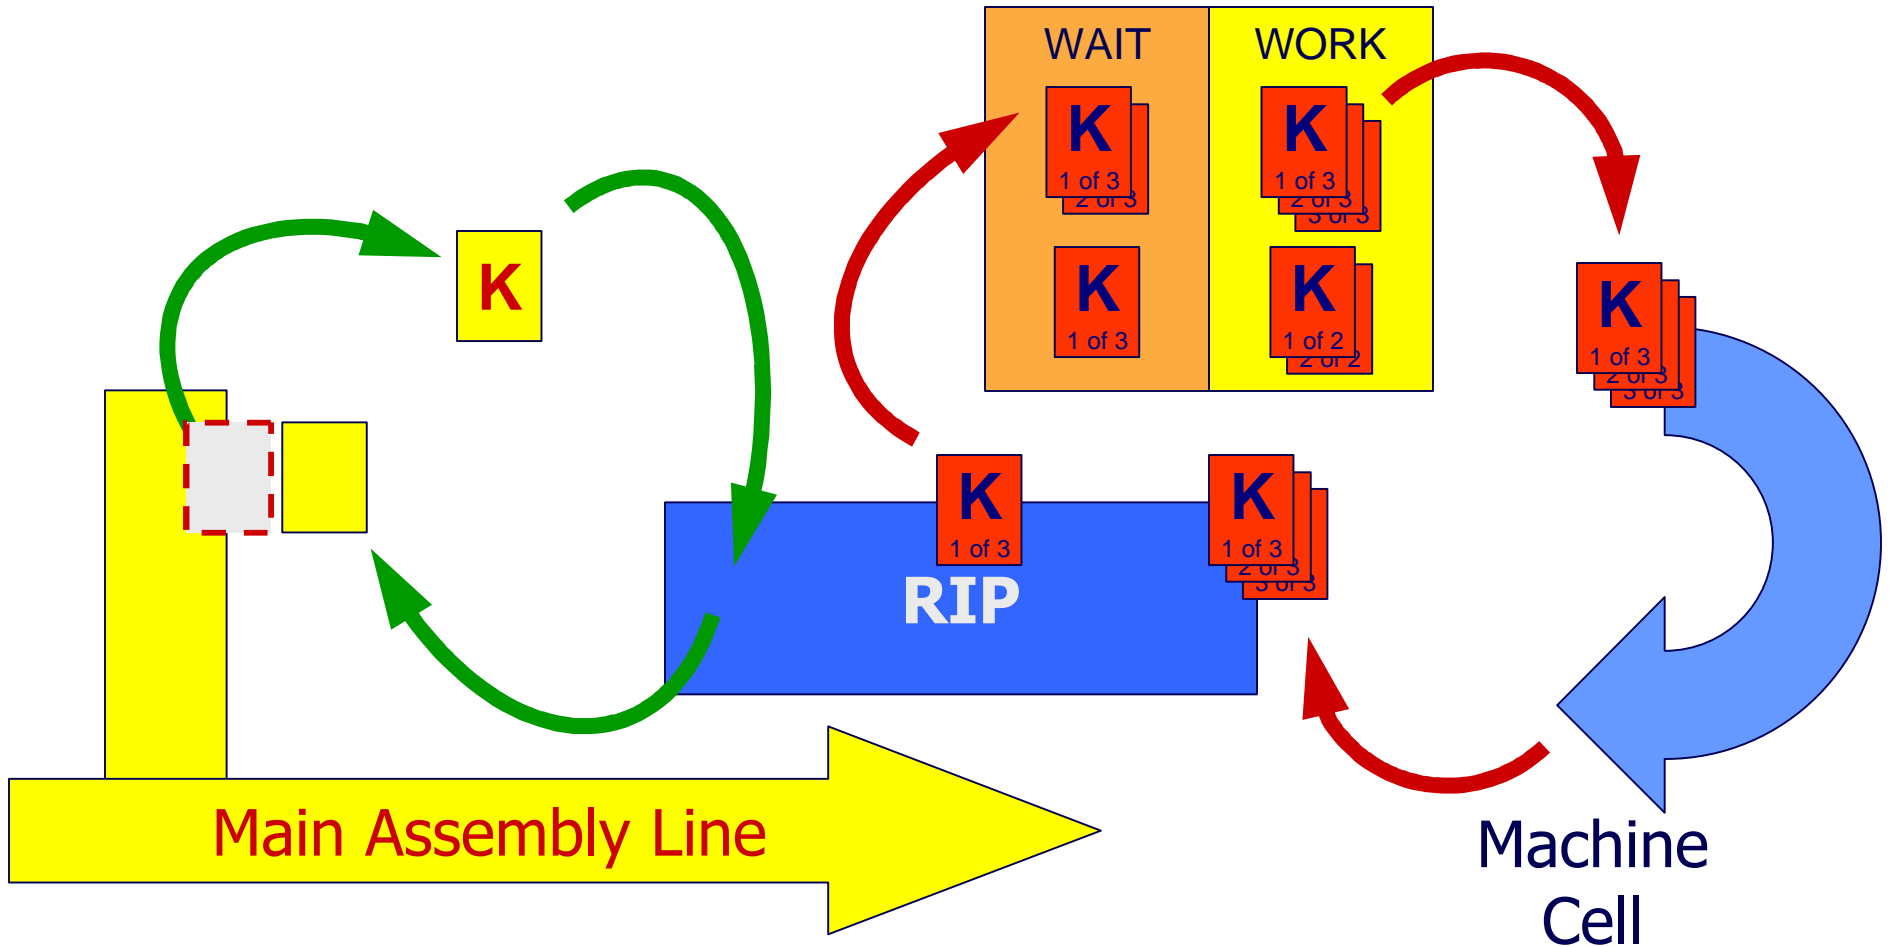 WAIT
WORK
K
1 of 3
2 of 3
K
1 of 3
2 of 3
3 of 3
K
K
1 of 3
K
1 of 2
2 of 2
K
1 of 3
2 of 3
3 of 3
K
1 of 3
K
1 of 3
2 of 3
3 of 3
RIP
Main Assembly Line
Machine
Cell